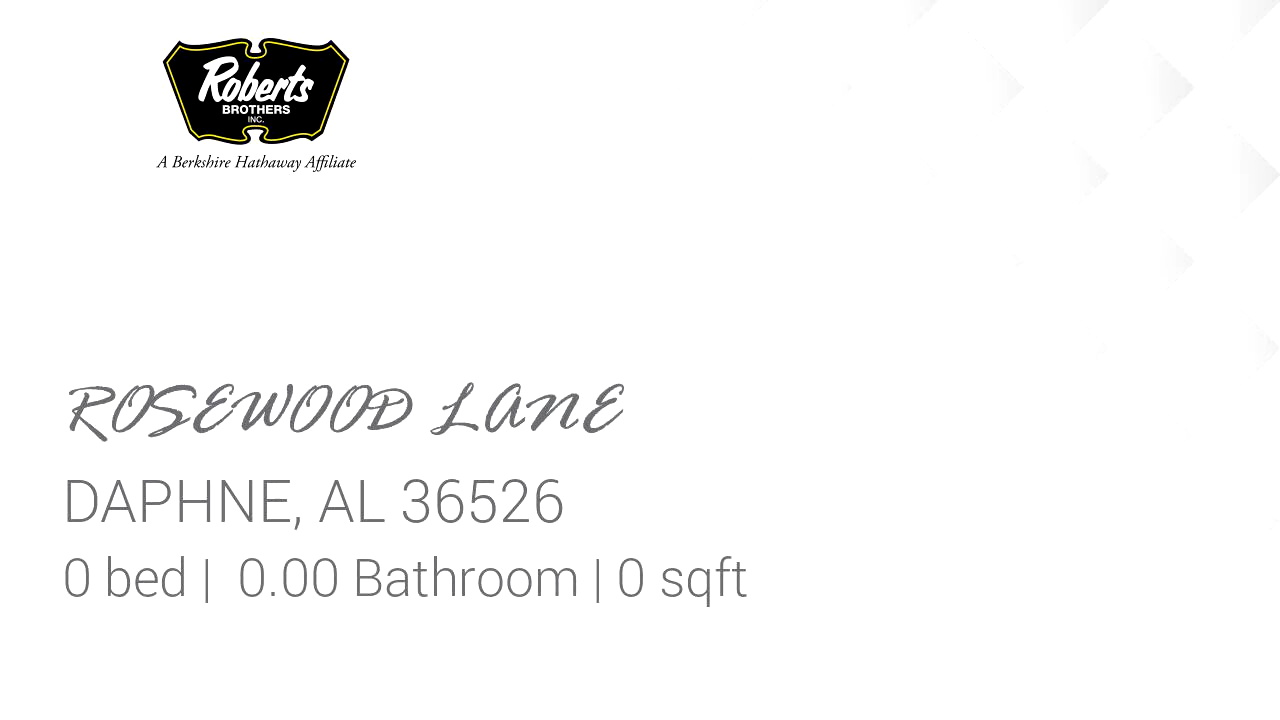 Roberts
BROTHERS
INC.
A Berkshire Hathaway Affiliate
ROSEWOOD LANE
DAPHNE, AL 36526
0 bed | 0.00 Bathroom | 0 sqft